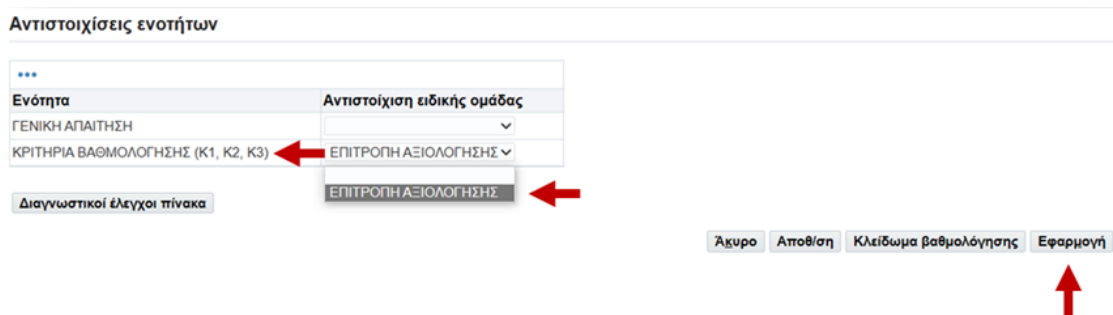 Αντιστοιχίσεις ενοτήτων
Ενότητα Αντιστοίχιση ειδικής ομάδας
ΓΕΝΙΚΗ ΑΠΑΙΤΗΣΗ
ΚΡΙΤΗΡΙΑ ΒΑΘΜΟΛΟΓΗΣΗΣ (Κ1, Κ2, Κ3) ΕΠΙΤΡΟΠΗ ΑΞΙΟΛΟΓΗΣΗΣ
ΕΠΙΤΡΟΠΗ ΑΞΙΟΛΟΓΗΣΗΣ
Διαγνωστικοί έλεγχοι πίνακα
Άκυρο Αποθ/ση Κλείδωμα βαθμολόγησης Εφαρμογή